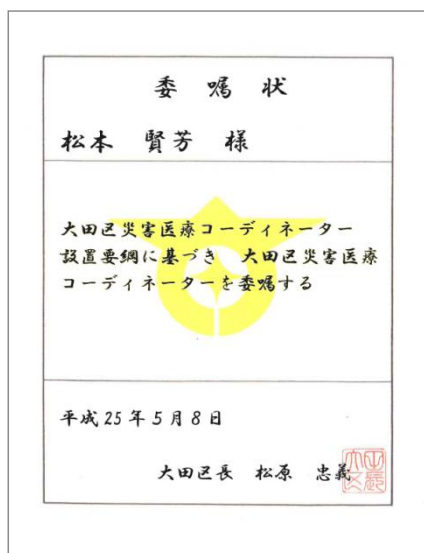 委嘱状
松本 賢芳 様
大田区災害医療コーディネーター
設置要綱に基づき 大田区災害医療
コーディネーターを委嘱する
平成25年5月8日
大田区長 松原 忠義